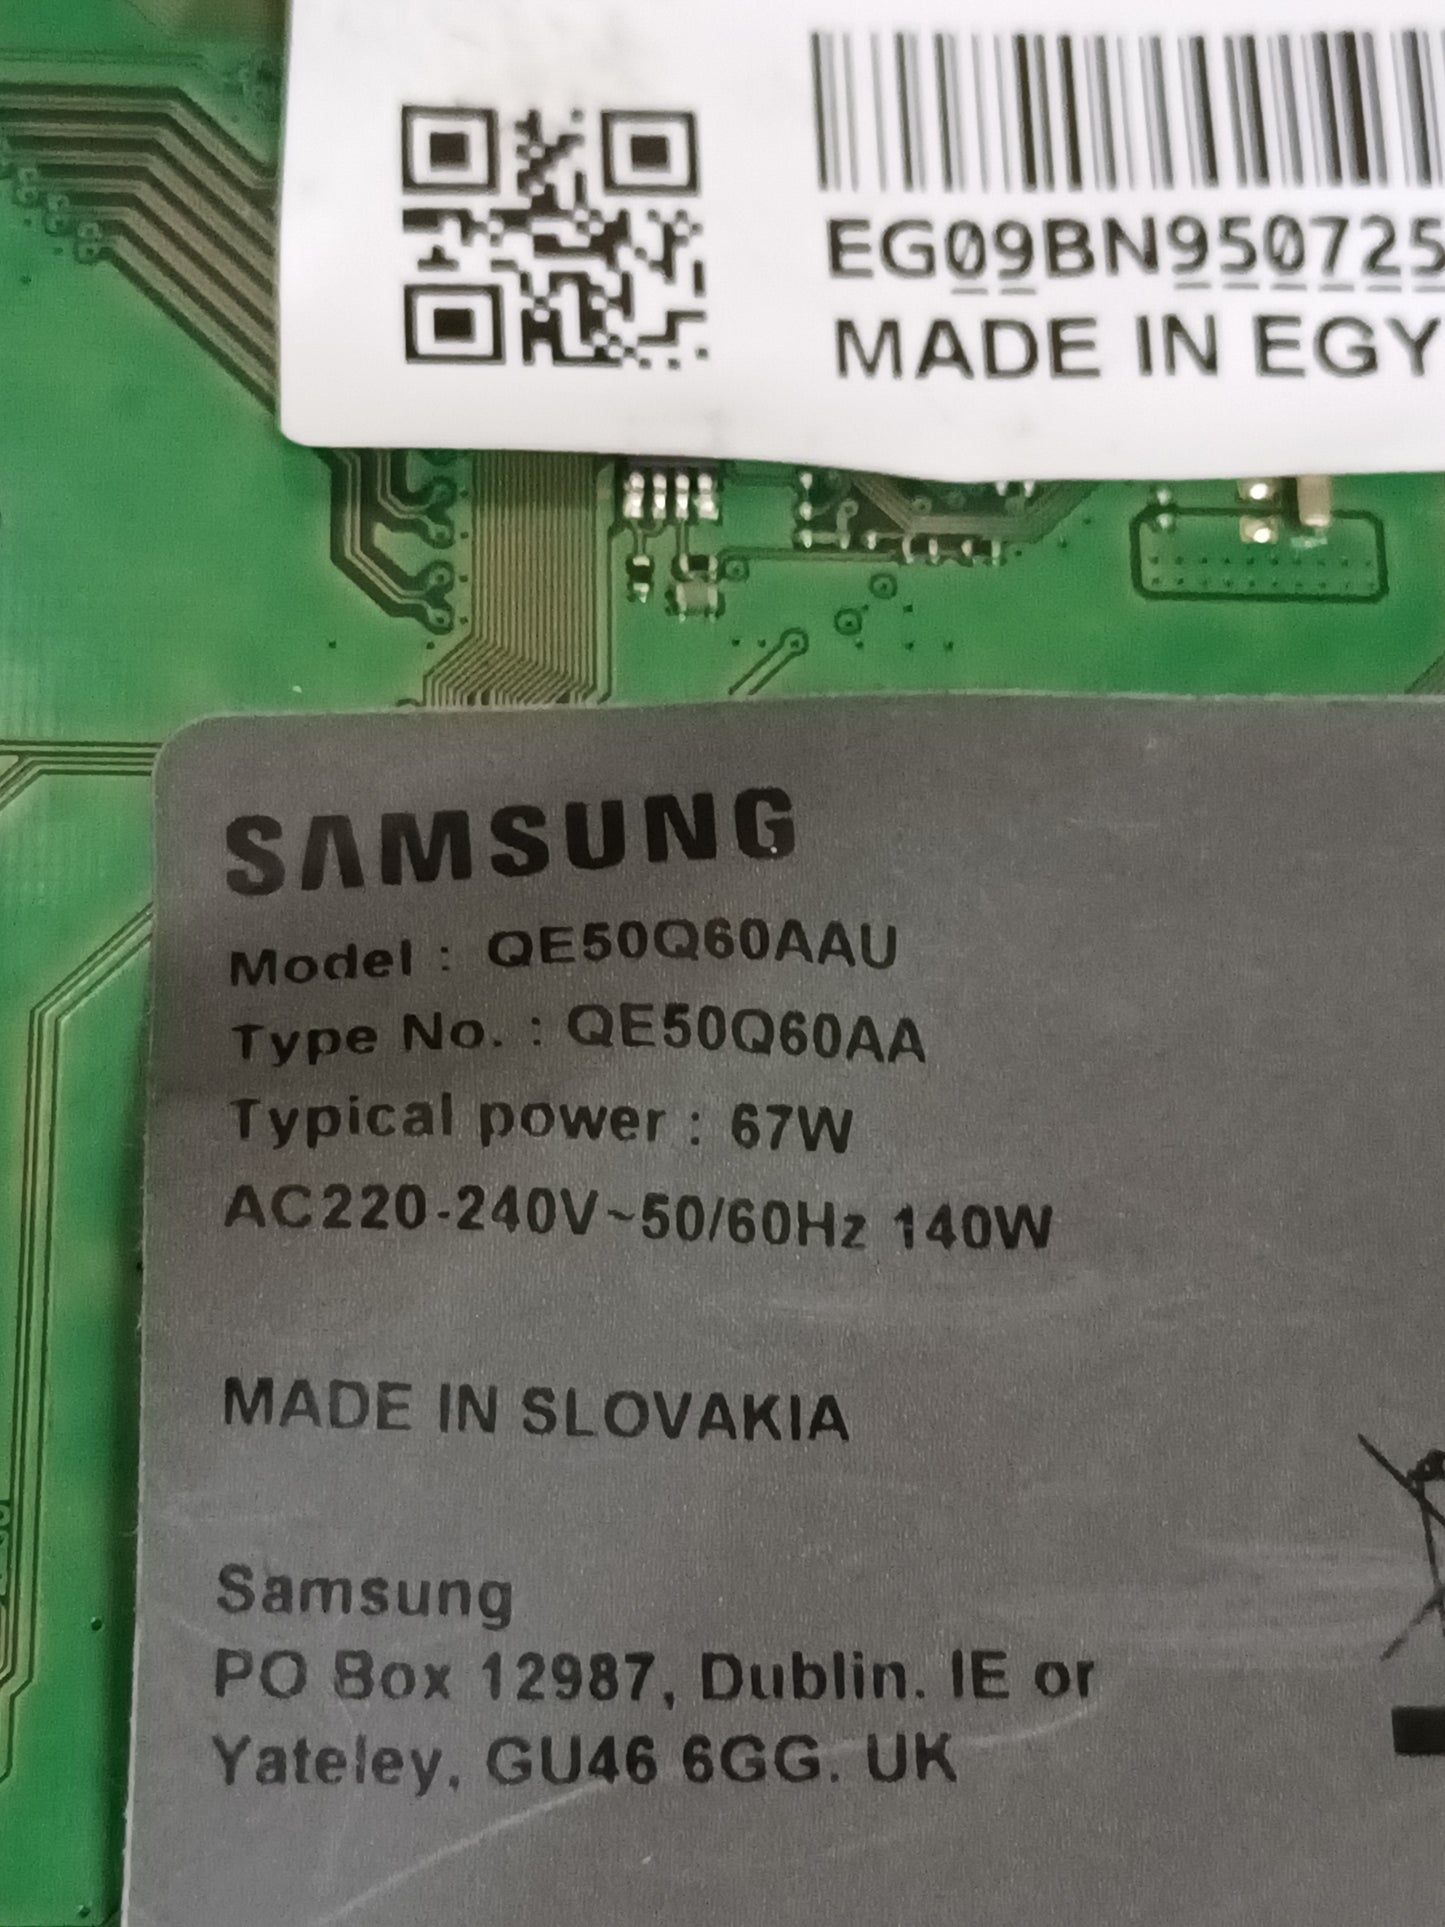 EG09BN950725
MADE IN EGY
SAMSUNG
Model : QE50Q60AAU
Type No. : QE50Q60AA
Typical power : 67W
AC220-240V~50/60Hz 140W
MADE IN SLOVAKIA
Samsung
PO Box 12987, Dublin. IE or
Yateley, GU46 6GG. UK